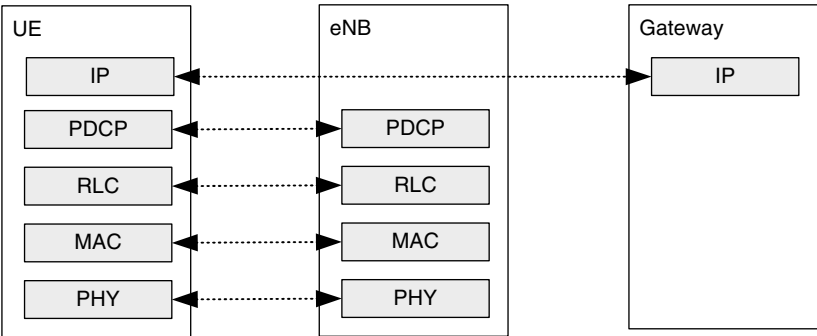 UE eNB Gateway
IP IP
PDCP PDCP
RLC RLC
MAC MAC
PHY PHY